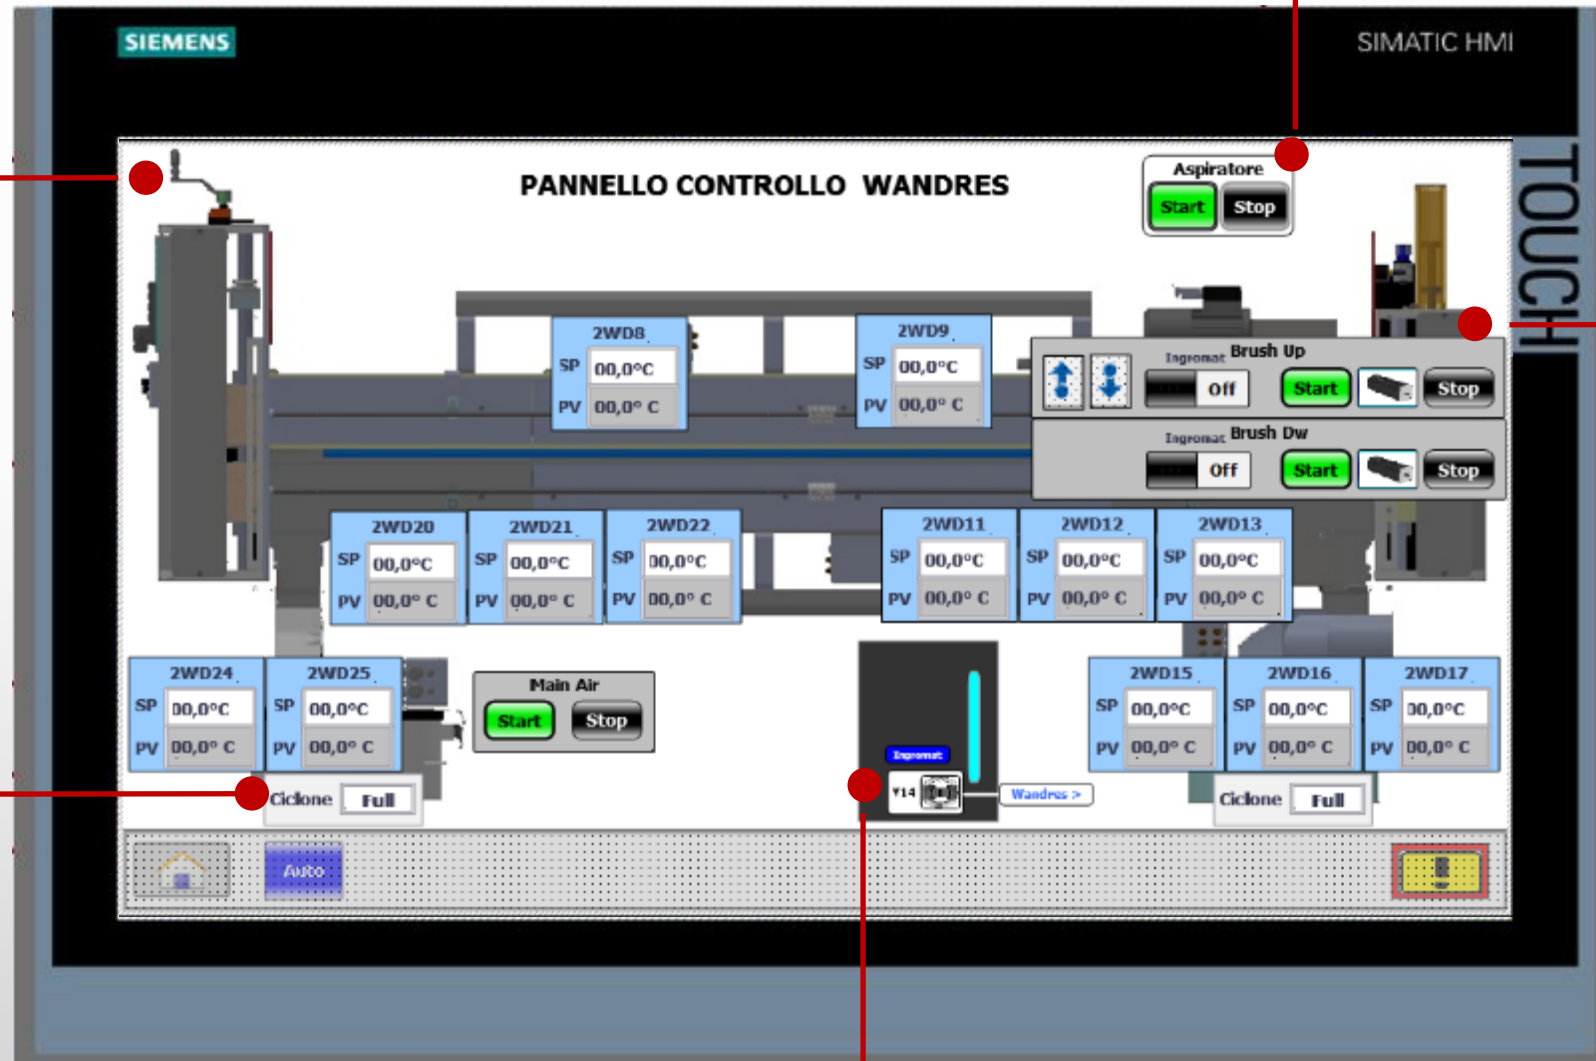 SIEMENS
SIMATIC HMI
TOUCH
PANNELLO CONTROLLO WANDRES
Aspiratore
Start Stop
2WD8
SP 00,0°C
PV 00,0° C
2WD9
SP 00,0°C
PV 00,0° C
Ingromat Brush Up
Off Start Stop
Ingromat Brush Dw
Off Start Stop
2WD20
SP 00,0°C
PV 00,0° C
2WD21
SP 00,0°C
PV 00,0° C
2WD22
SP 00,0°C
PV 00,0° C
2WD11
SP 00,0°C
PV 00,0° C
2WD12
SP 00,0°C
PV 00,0° C
2WD13
SP 00,0°C
PV 00,0° C
2WD24
SP 00,0°C
PV 00,0° C
2WD25
SP 00,0°C
PV 00,0° C
Main Air
Start Stop
Ingromat
Y14
Wandres >
2WD15
SP 00,0°C
PV 00,0° C
2WD16
SP 00,0°C
PV 00,0° C
2WD17
SP 00,0°C
PV 00,0° C
Ciclone Full
Ciclone Full
Auto